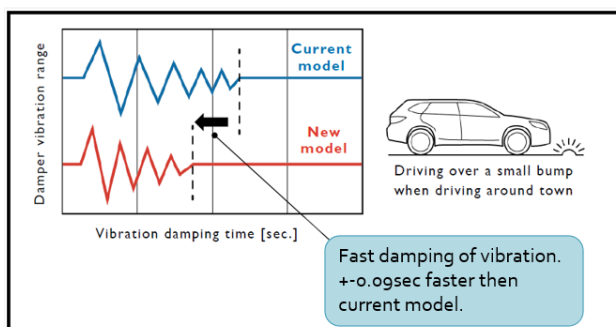 Damper vibration range
Current
model
New
model
Vibration damping time [sec.]
Driving over a small bump
when driving around town
Fast damping of vibration.
+-0.09sec faster then
current model.